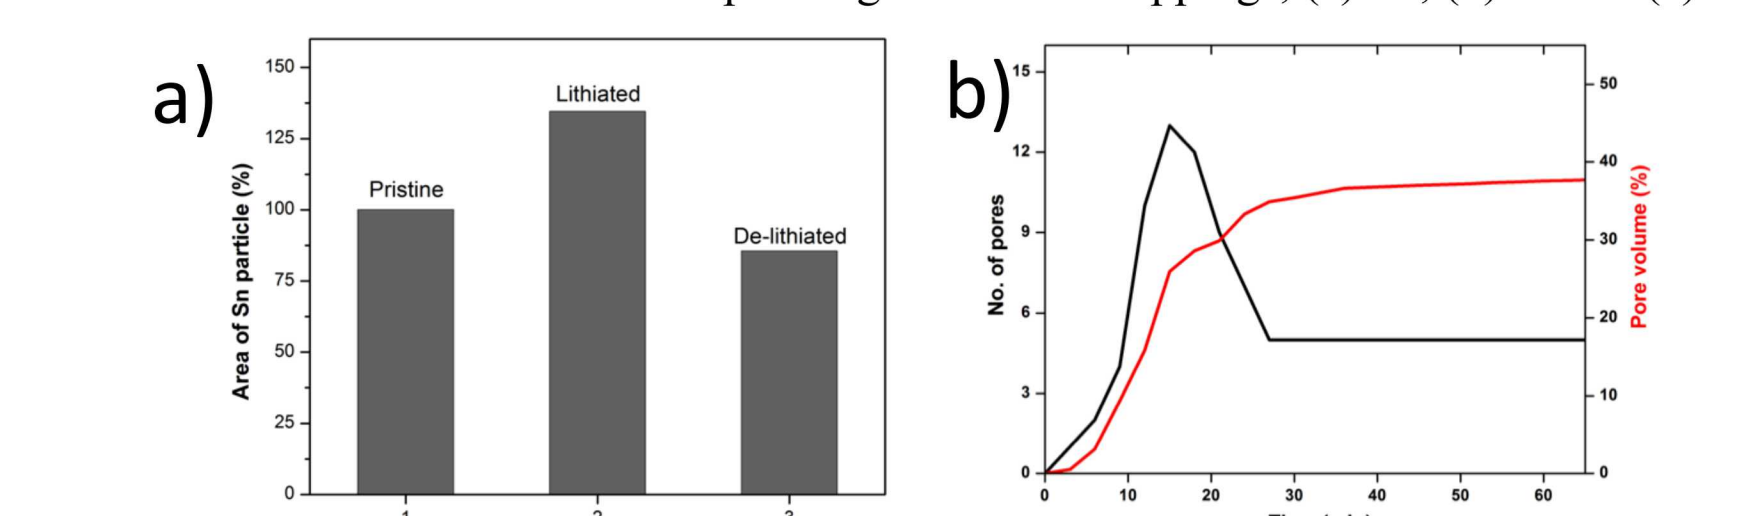 a)
Area of Sn particle (%)
150
125
100
75
50
25
0
Pristine
Lithiated
De-lithiated
b)
No. of pores
15
12
9
6
3
0
0 10 20 30 40 50 60
50
40
30
20
10
0
Pore volume (%)